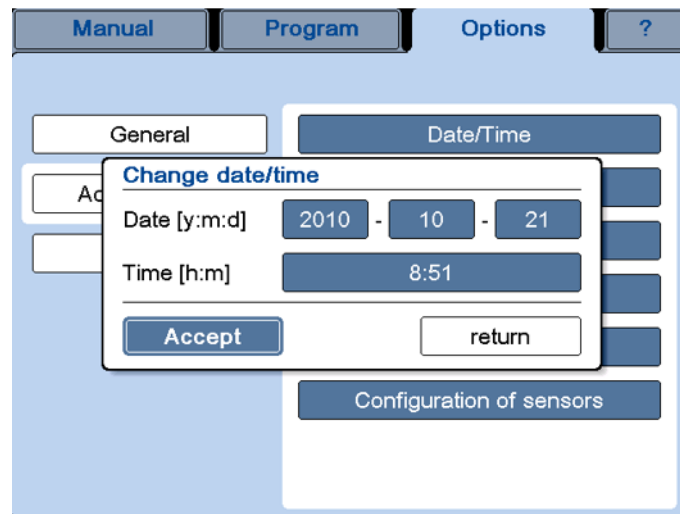 Manual Program Options ?
General Date/Time
Change date/time
Date [y:m:d] 2010 - 10 - 21
Time [h:m] 8:51
Accept return
Configuration of sensors